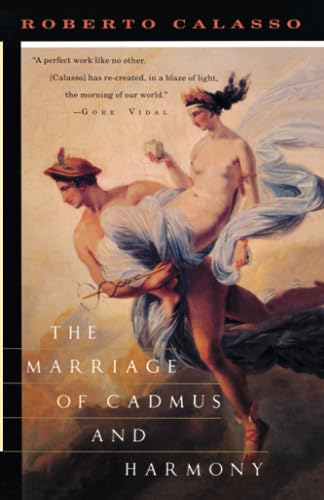 ROBERTO CALASSO
"A perfect work like no other.
[Calasso] has re-created, in a blaze of light,
the morning of our world."
—GORE VIDAL
THE
MARRIAGE
OF CADMUS
AND
HARMONY